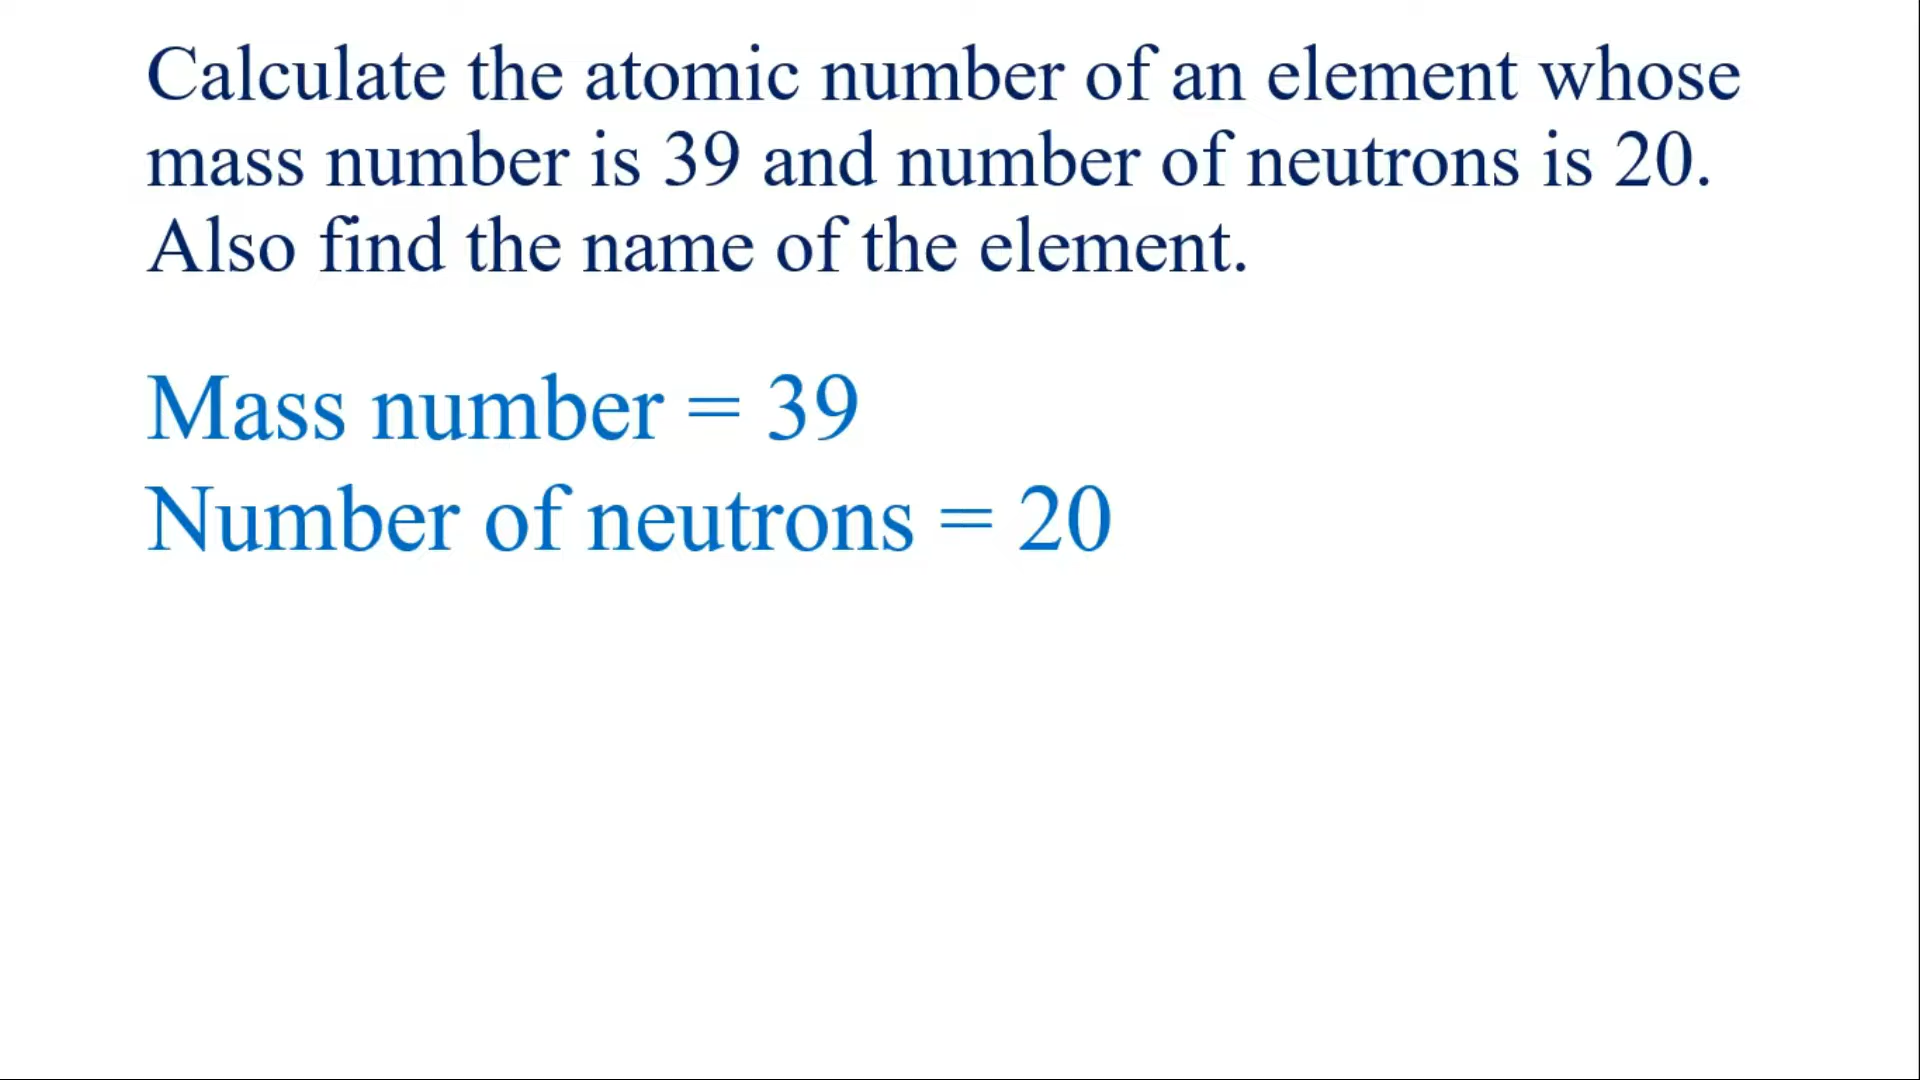 Calculate the atomic number of an element whose
mass number is 39 and number of neutrons is 20.
Also find the name of the element.
Mass number = 39
Number of neutrons = 20